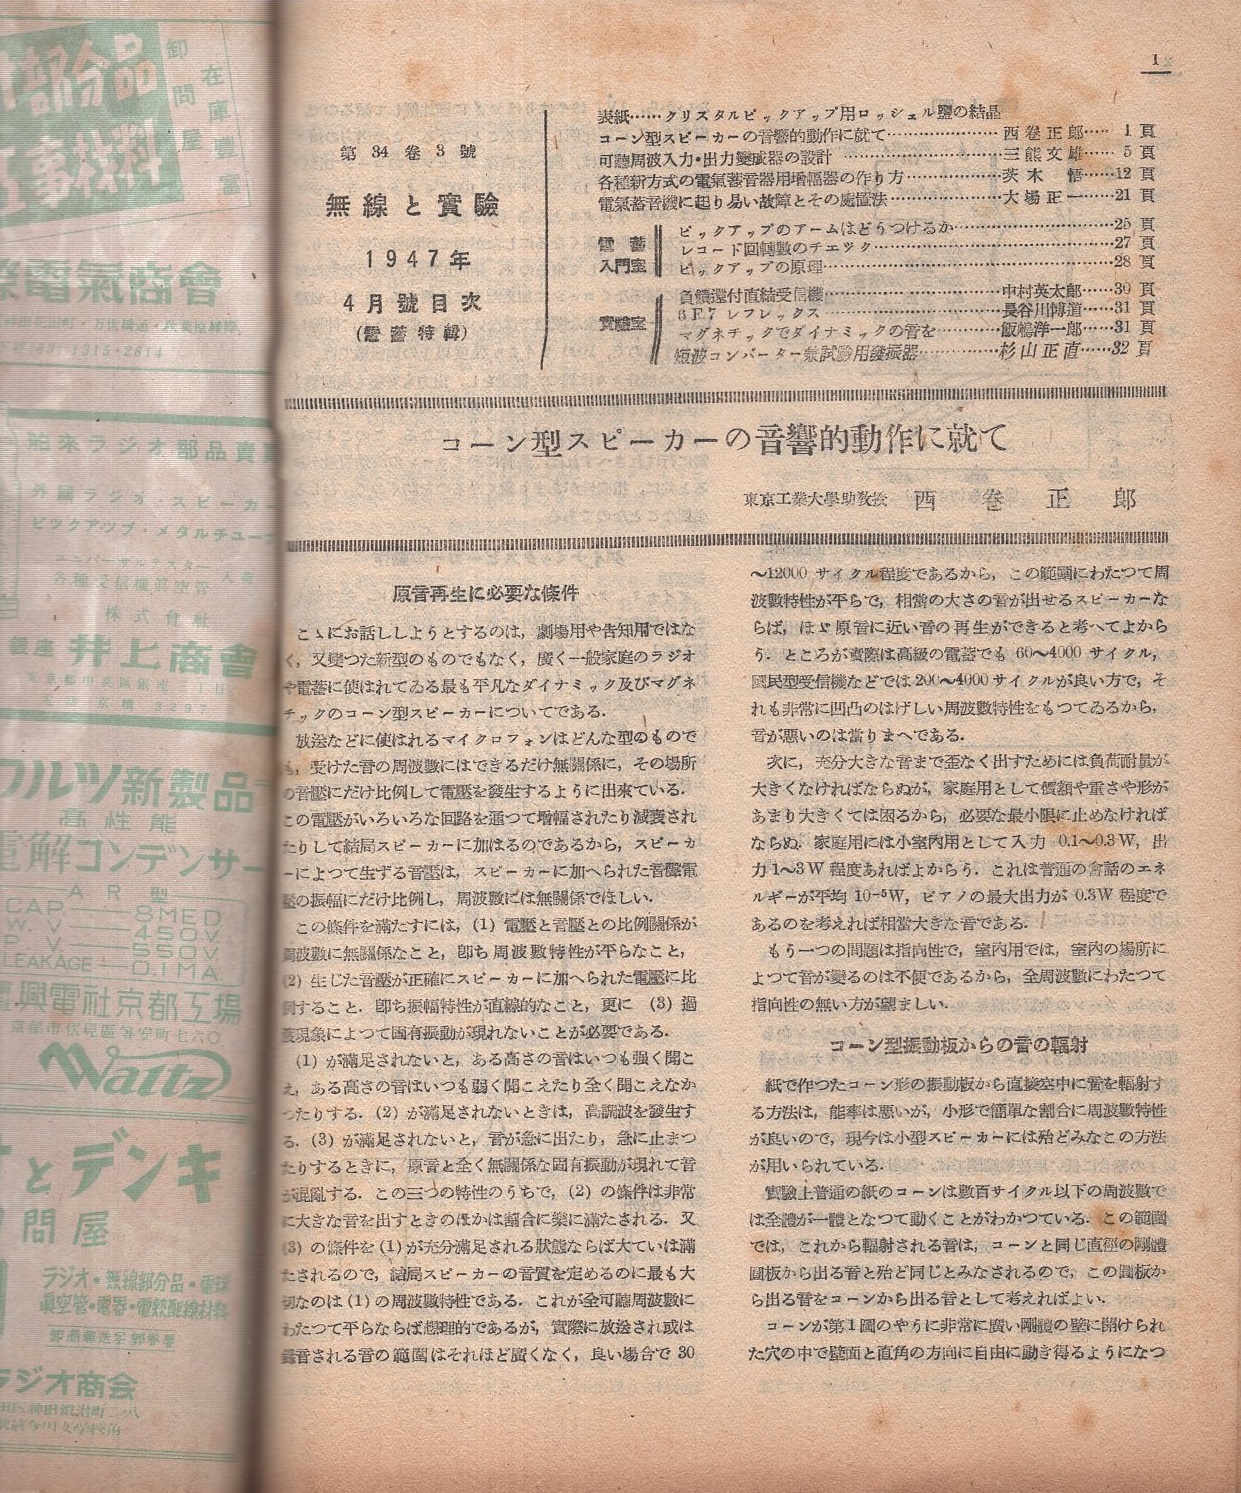 1
第 34 卷 3 號
無線と實驗
1947年
4月號目次
(電蓄特輯)
表紙……クリスタルピックアップ用ロッシェル鹽の結晶
コーン型スピーカーの音響的動作に就て……西卷正郎……1頁
可聽周波入力・出力變成器の設計……三熊文雄……5頁
各種新方式の電氣蓄音器用增幅器の作り方……茨木 悟……12頁
電氣蓄音機に起り易い故障とその處置法……大場正一……21頁
電蓄入門室
ピックアップのアームはどうつけるか……25頁
レコード回轉數のチエック……27頁
ピックアップの原理……28頁
實驗室
負饋還付直結受信機……中村英太郎……30頁
6F7 レフレックス……長谷川博道……31頁
マグネチックでダイナミックの音を……飯嶋洋一郎……31頁
短波コンバーター兼試驗用發振器……杉山正直……32頁
コーン型スピーカーの音響的動作に就て
東京工業大學助教授 西卷正郎
原音再生に必要な條件
こゝにお話ししようとするのは，劇場用や告知用ではな
く，又變つた新型のものでもなく，廣く一般家庭のラジオ
や電蓄に使はれてゐる最も平凡なダイナミック及びマグネ
チックのコーン型スピーカーについてである．
放送などに使はれるマイクロフォンはどんな型のもので
も，受けた音の周波數にはできるだけ無關係に，その場所
の音壓にだけ比例して電壓を發生するように出來ている．
この電壓がいろいろな回路を通つて增幅されたり減衰され
たりして結局スピーカーに加はるのであるから，スピーカ
ーによつて生ずる音壓は，スピーカーに加へられた音聲電
壓の振幅にだけ比例し，周波數には無關係でほしい．
この條件を滿たすには，(1) 電壓と音壓との比例關係が
周波數に無關係なこと，卽ち周波數特性が平らなこと，
(2) 生じた音壓が正確にスピーカーに加へられた電壓に比
例すること．卽ち振幅特性が直線的なこと，更に (3) 過
渡現象によつて固有振動が現れないことが必要である．
(1) が滿足されないと，ある高さの音はいつも强く聞こ
え，ある高さの音はいつも弱く聞こえたり全く聞こえなか
つたりする．(2) が滿足されないときは，高調波を發生す
る．(3) が滿足されないと，音が急に出たり，急に止まつ
たりするときに，原音と全く無關係な固有振動が現れて音
が混亂する．この三つの特性のうちで，(2) の條件は非常
に大きな音を出すときのほかは割合に樂に滿たされる．又
(3) の條件を (1) が充分滿足される狀態ならば大ていは滿
たされるので，結局スピーカーの音質を定めるのに最も大
切なのは (1) の周波數特性である．これが全可聽周波數に
わたつて平らならば理想的であるが，實際に放送され或は
錄音される音の範圍はそれほど廣くなく，良い場合で 30
～12000 サイクル程度であるから，この範圍にわたつて周
波數特性が平らで，相當の大さの音が出せるスピーカーな
らば，ほゞ原音に近い音の再生ができると考へてよから
う．ところが實際は高級の電蓄でも 60～4000 サイクル，
國民型受信機などでは 200～4000 サイクルが良い方で，そ
れも非常に凹凸のはげしい周波數特性をもつてゐるから，
音が惡いのは當りまへである．
次に，充分大きな音まで歪なく出すためには負荷耐量が
大きくなければならぬが，家庭用として價額や重さや形が
あまり大きくては困るから，必要な最小限に止めなければ
ならぬ．家庭用には小室內用として入力 0.1～0.3 W，出
力 1～3 W 程度あればよからう．これは普通の會話のエネ
ルギーが平均 10-5W，ピアノの最大出力が 0.3W 程度で
あるのを考えれば相當大きな音である．
もう一つの問題は指向性で，室內用では，室內の場所に
よつて音が變るのは不便であるから，全周波數にわたつて
指向性の無い方が望ましい．
コーン型振動板からの音の輻射
紙で作つたコーン形の振動板から直接空中に音を輻射す
る方法は，能率は惡いが，小形で簡單な割合に周波數特性
が良いので，現今は小型スピーカーには殆どみなこの方法
が用いられている．
實驗上普通の紙のコーンは數百サイクル以下の周波數で
は全體が一體となつて動くことがわかつている．この範圍
では，これから輻射される音は，コーンと同じ直徑の剛體
圓板から出る音と殆ど同じとみなされるので，この圓板か
ら出る音をコーンから出る音として考えればよい．
コーンが第1圖のやうに非常に廣い剛體の壁に開けられ
た穴の中で壁面と直角の方向に自由に動き得るようになつ
部分品
卸問屋
在庫豊富
工事材料
電氣商會
舶來ラジオ部品賣
外國ラジオ・スピーカー
ピックアップ・メタルチューブ
各種受信機眞空管
株式會社
銀座 井上商會
ワルツ新製品
高性能
電解コンデンサー
A.R 型
CAP. 8MFD
W.V. 450V.
P.V. 550V.
LEAKAGE 0.1MA.
興電社京都工場
Waltz
とデンキ
問屋
ラジオ・無線部分品・電球
眞空管・電器・電鉄配線材料
ラジオ商会